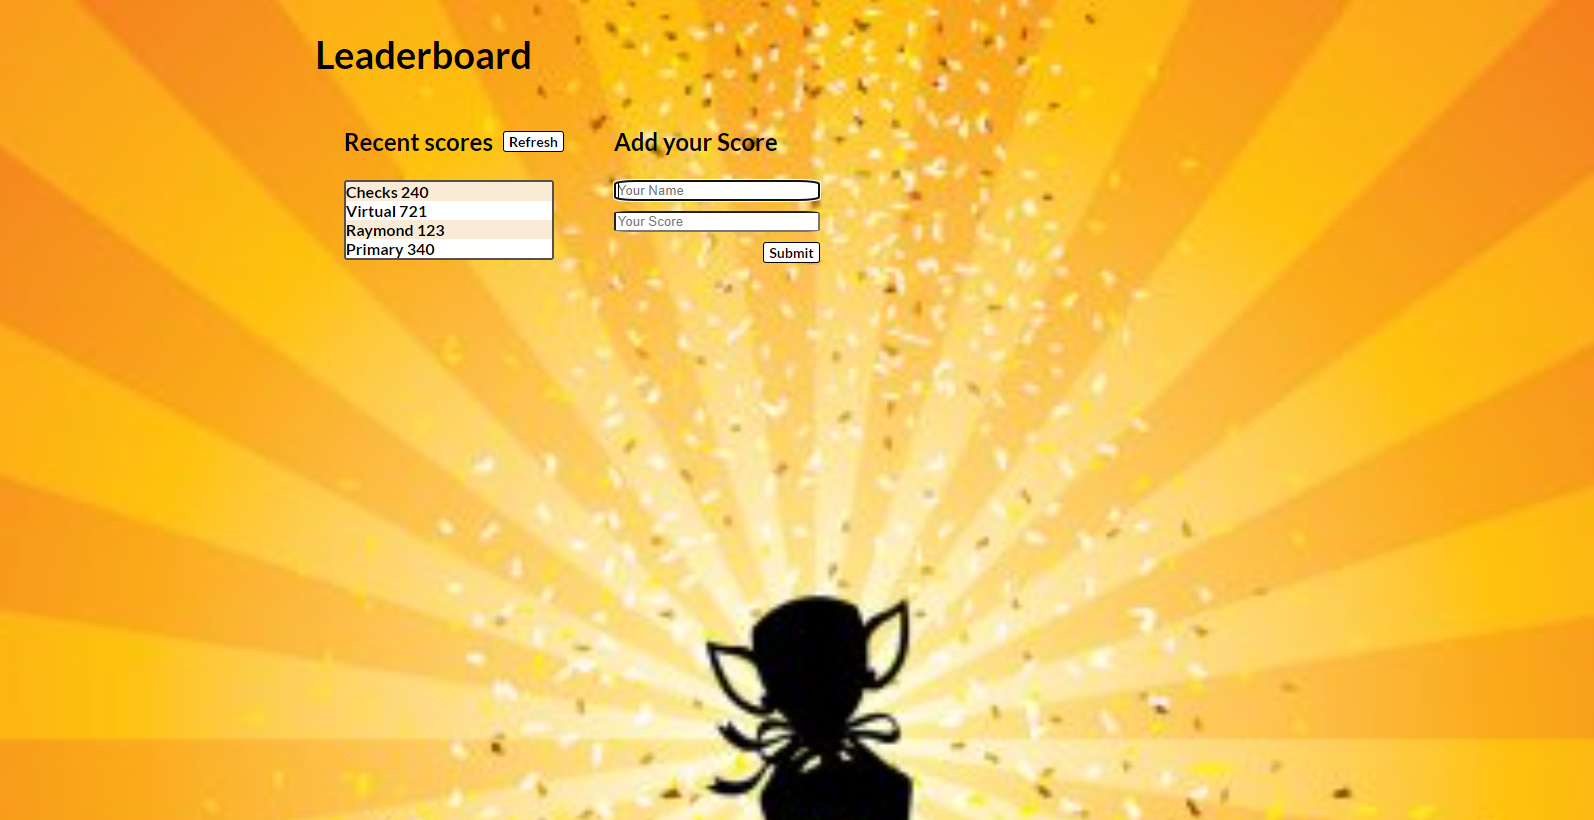 Leaderboard
Recent scores
Refresh
Checks 240
Virtual 721
Raymond 123
Primary 340
Add your Score
Your Name
Your Score
Submit